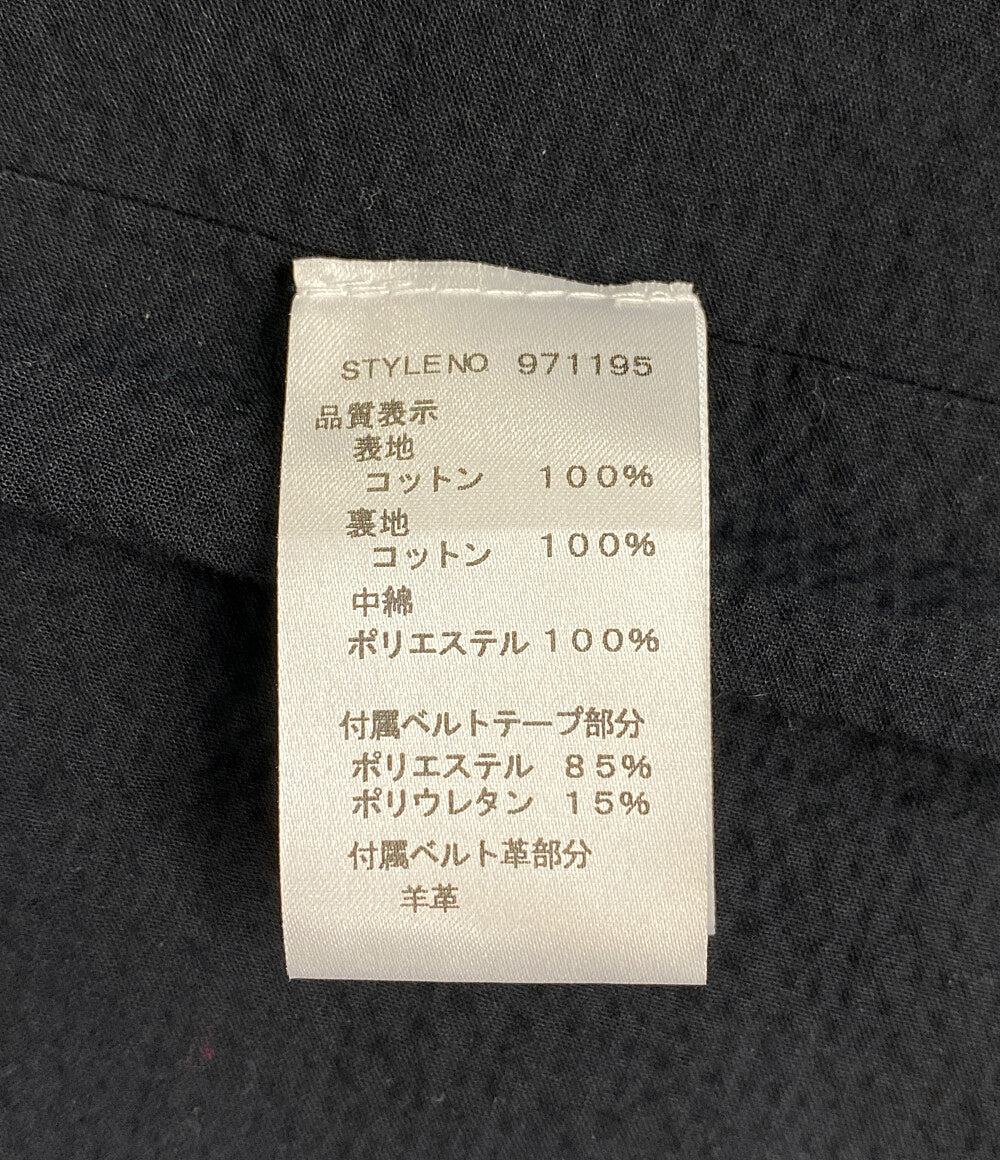 STYLE NO 971195
品質表示
表地
コットン 100%
裏地
コットン 100%
中綿
ポリエステル 100%
付属ベルトテープ部分
ポリエステル 85%
ポリウレタン 15%
付属ベルト革部分
羊革